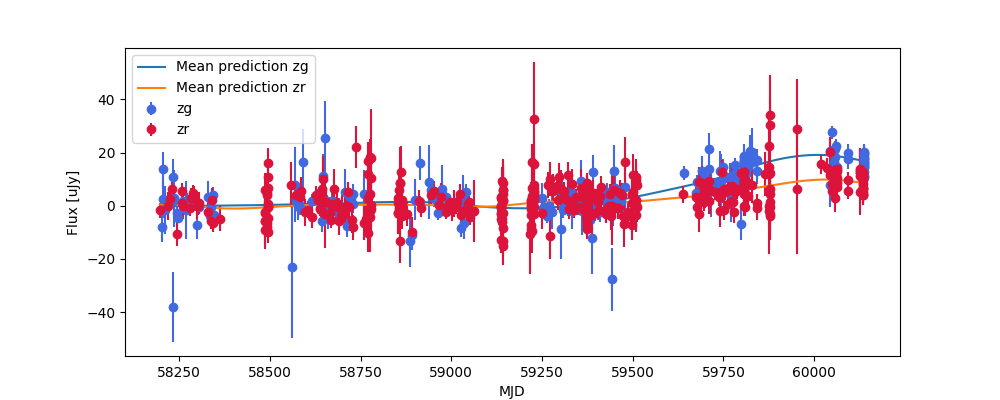 Mean prediction zg
Mean prediction zr
zg
zr
Flux [uJy]
40
20
0
−20
−40
58250
58500
58750
59000
59250
59500
59750
60000
MJD